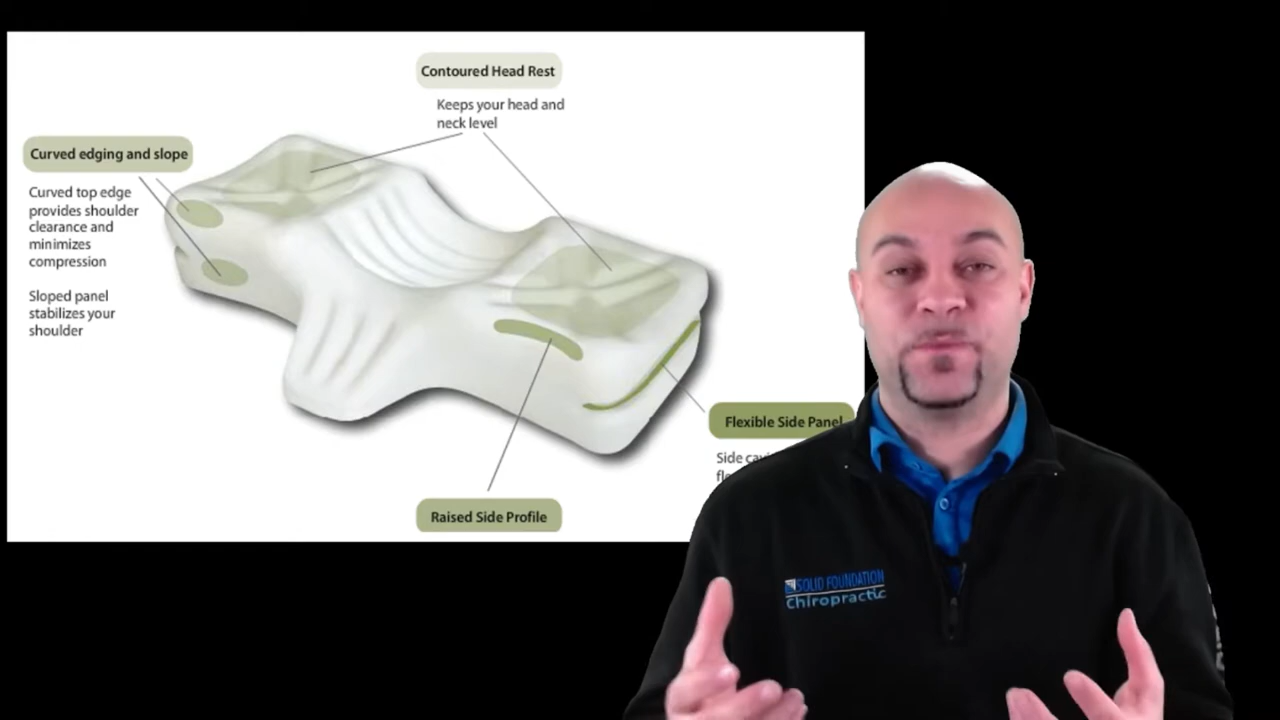 Contoured Head Rest
Keeps your head and
neck level
Curved edging and slope
Curved top edge
provides shoulder
clearance and
minimizes
compression
Sloped panel
stabilizes your
shoulder
Flexible Side Panel
Side
Raised Side Profile
SOLID FOUNDATION
Chiropractic